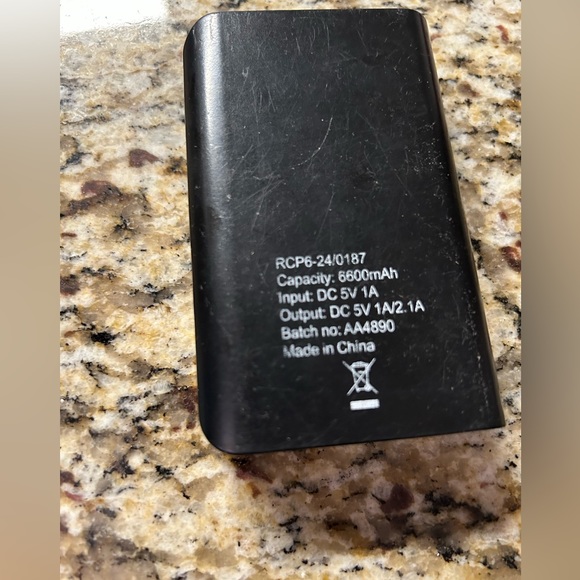 RCP6-24/0187
Capacity: 6600mAh
Input: DC 5V 1A
Output: DC 5V 1A/2.1A
Batch no: AA4890
Made in China